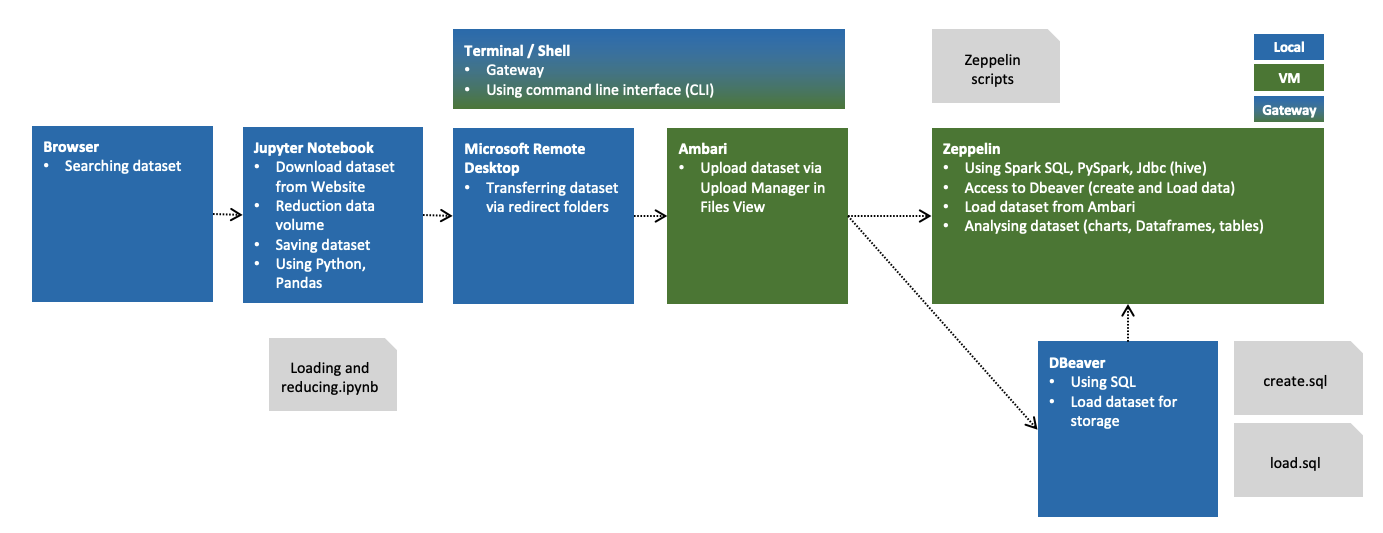 Terminal / Shell
• Gateway
• Using command line interface (CLI)
Zeppelin
scripts
Local
VM
Gateway
Browser
• Searching dataset
Jupyter Notebook
• Download dataset
from Website
• Reduction data
volume
• Saving dataset
• Using Python,
Pandas
Microsoft Remote
Desktop
• Transferring dataset
via redirect folders
Ambari
• Upload dataset via
Upload Manager in
Files View
Zeppelin
• Using Spark SQL, PySpark, Jdbc (hive)
• Access to Dbeaver (create and Load data)
• Load dataset from Ambari
• Analysing dataset (charts, Dataframes, tables)
Loading and
reducing.ipynb
DBeaver
• Using SQL
• Load dataset for
storage
create.sql
load.sql